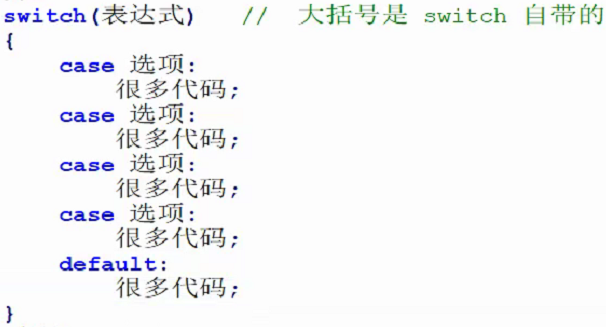 switch(表达式)   //  大括号是 switch 自带的
{
    case 选项:
        很多代码;
    case 选项:
        很多代码;
    case 选项:
        很多代码;
    case 选项:
        很多代码;
    default:
        很多代码;
}